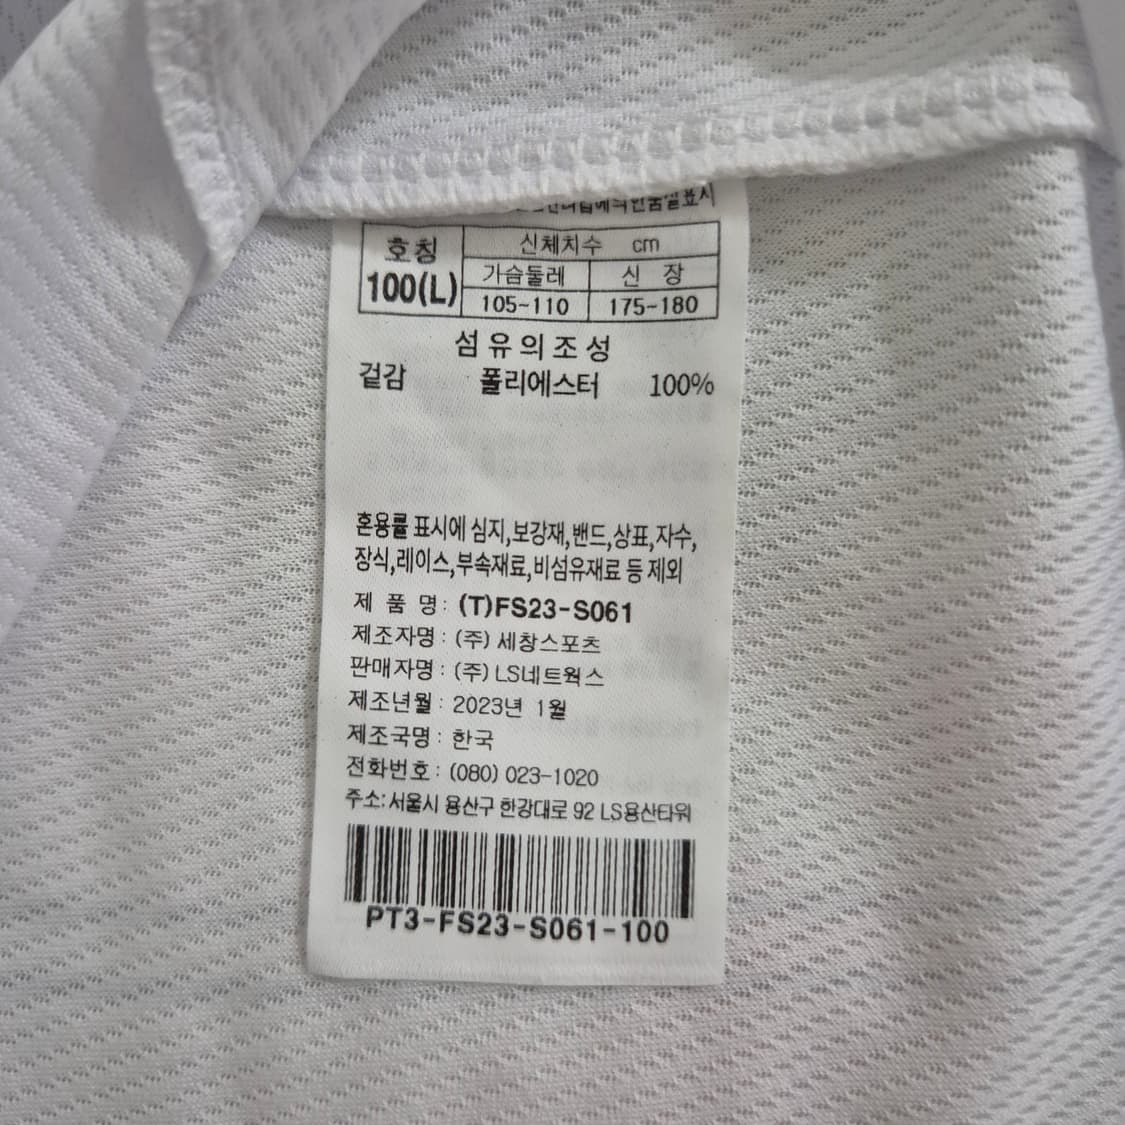 호칭 신체치수 cm
100(L) 가슴둘레 신 장
105-110 175-180
섬유의조성
겉감 폴리에스터 100%
혼용률 표시에 심지,보강재,밴드,상표,자수,
장식,레이스,부속재료,비섬유재료 등 제외
제 품 명: (T)FS23-S061
제조자명: (주) 세창스포츠
판매자명: (주) LS네트웍스
제조년월: 2023년 1월
제조국명: 한국
전화번호: (080) 023-1020
주소:서울시 용산구 한강대로 92 LS용산타워
PT3-FS23-S061-100